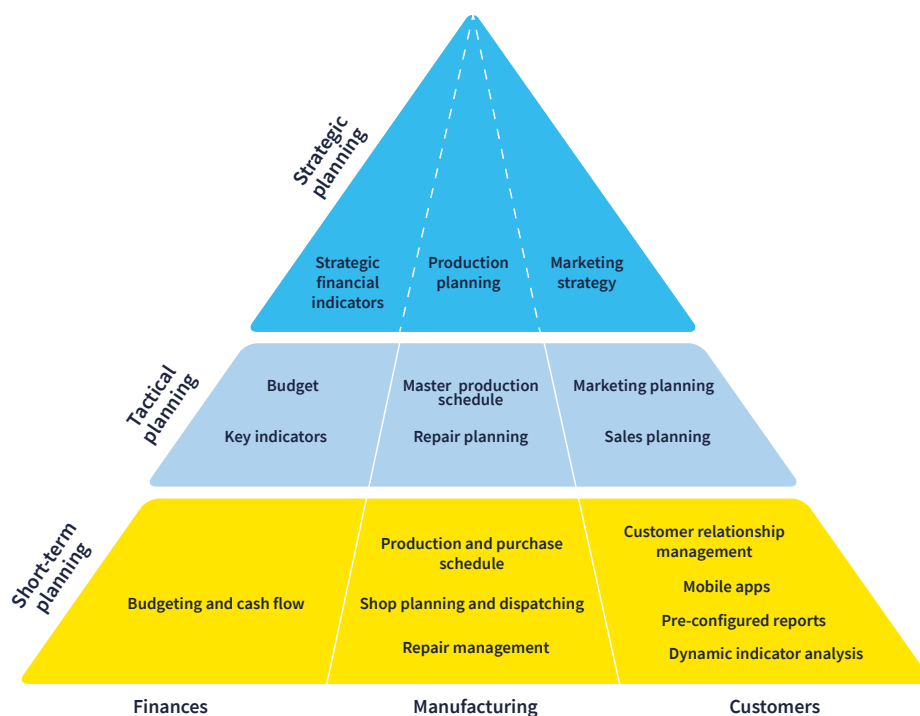 Strategic
planning
Strategic
financial
indicators
Production
planning
Marketing
strategy
Tactical
planning
Budget
Key indicators
Master production
schedule
Repair planning
Marketing planning
Sales planning
Short-term
planning
Budgeting and cash flow
Production and purchase
schedule
Shop planning and dispatching
Repair management
Customer relationship
management
Mobile apps
Pre-configured reports
Dynamic indicator analysis
Finances
Manufacturing
Customers